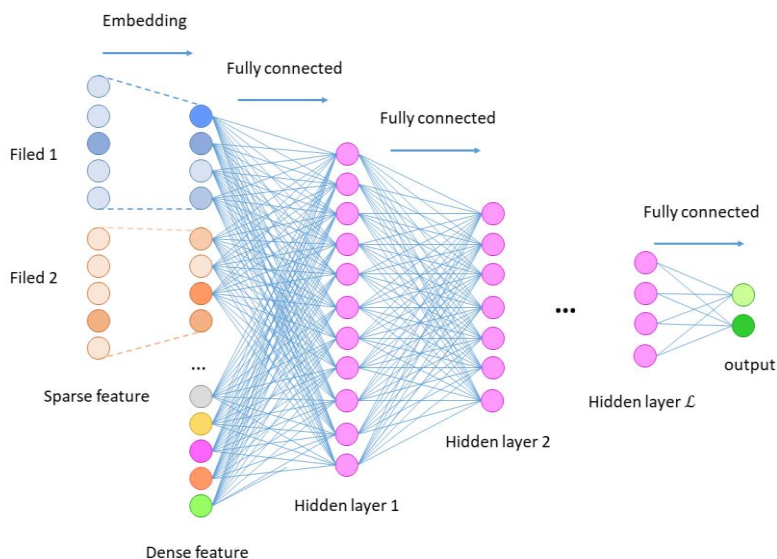 Embedding
Fully connected
Fully connected
Filed 1
Fully connected
Filed 2
...
...
output
Sparse feature
Hidden layer ℒ
Hidden layer 2
Hidden layer 1
Dense feature